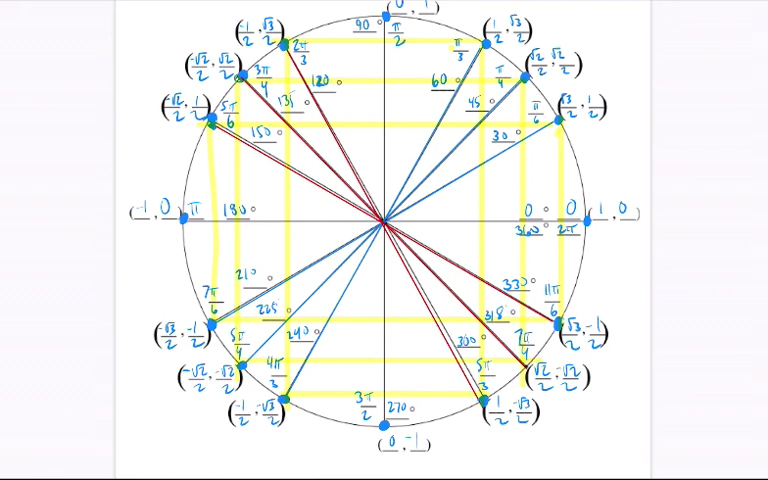 (0, 1)
90° π/2
(-1/2, √3/2) 2π/3 120°
π/3 60° (1/2, √3/2)
(-√2/2, √2/2) 3π/4 135°
π/4 45° (√2/2, √2/2)
(-√2/2, 1/2) 5π/6 150°
π/6 30° (√3/2, 1/2)
(-1, 0) π 180°
0° 0 (1, 0)
360° 2π
7π/6 210° (-√3/2, -1/2)
330° 11π/6 (√3/2, -1/2)
5π/4 225° (-√2/2, -√2/2)
315° 7π/4 (√2/2, -√2/2)
4π/3 240° (-1/2, -√3/2)
300° 5π/3 (1/2, -√3/2)
3π/2 270°
(0, -1)